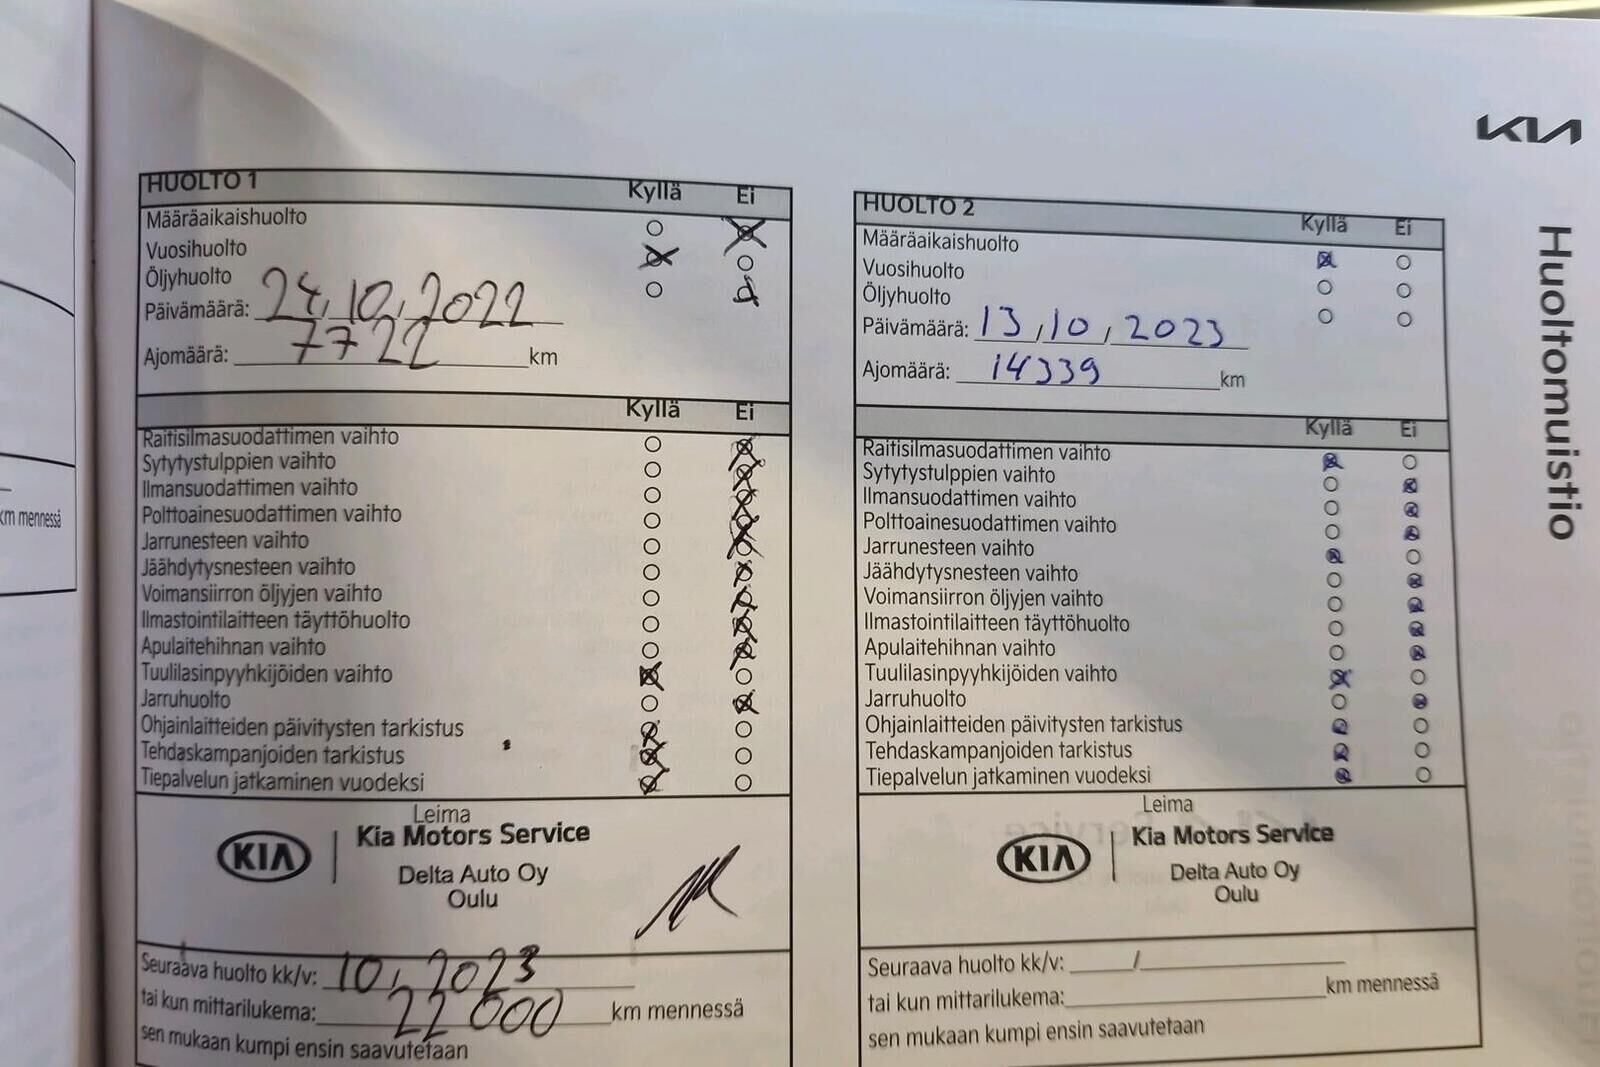 KIA
Huoltomuistio
km mennessä
HUOLTO 1 Kyllä Ei
Määräaikaishuolto
Vuosihuolto
Öljyhuolto
Päivämäärä: 24.10.2022
Ajomäärä: 7722 km
Kyllä Ei
Raitisilmasuodattimen vaihto
Sytytystulppien vaihto
Ilmansuodattimen vaihto
Polttoainesuodattimen vaihto
Jarrunesteen vaihto
Jäähdytysnesteen vaihto
Voimansiirron öljyjen vaihto
Ilmastointilaitteen täyttöhuolto
Apulaitehihnan vaihto
Tuulilasinpyyhkijöiden vaihto
Jarruhuolto
Ohjainlaitteiden päivitysten tarkistus
Tehdaskampanjoiden tarkistus
Tiepalvelun jatkaminen vuodeksi
Leima
KIA Kia Motors Service
Delta Auto Oy
Oulu
Seuraava huolto kk/v: 10, 2023
tai kun mittarilukema: 22 000 km mennessä
sen mukaan kumpi ensin saavutetaan
HUOLTO 2 Kyllä Ei
Määräaikaishuolto
Vuosihuolto
Öljyhuolto
Päivämäärä: 13,10,2023
Ajomäärä: 14339 km
Kyllä Ei
Raitisilmasuodattimen vaihto
Sytytystulppien vaihto
Ilmansuodattimen vaihto
Polttoainesuodattimen vaihto
Jarrunesteen vaihto
Jäähdytysnesteen vaihto
Voimansiirron öljyjen vaihto
Ilmastointilaitteen täyttöhuolto
Apulaitehihnan vaihto
Tuulilasinpyyhkijöiden vaihto
Jarruhuolto
Ohjainlaitteiden päivitysten tarkistus
Tehdaskampanjoiden tarkistus
Tiepalvelun jatkaminen vuodeksi
Leima
KIA Kia Motors Service
Delta Auto Oy
Oulu
Seuraava huolto kk/v: /
tai kun mittarilukema: km mennessä
sen mukaan kumpi ensin saavutetaan